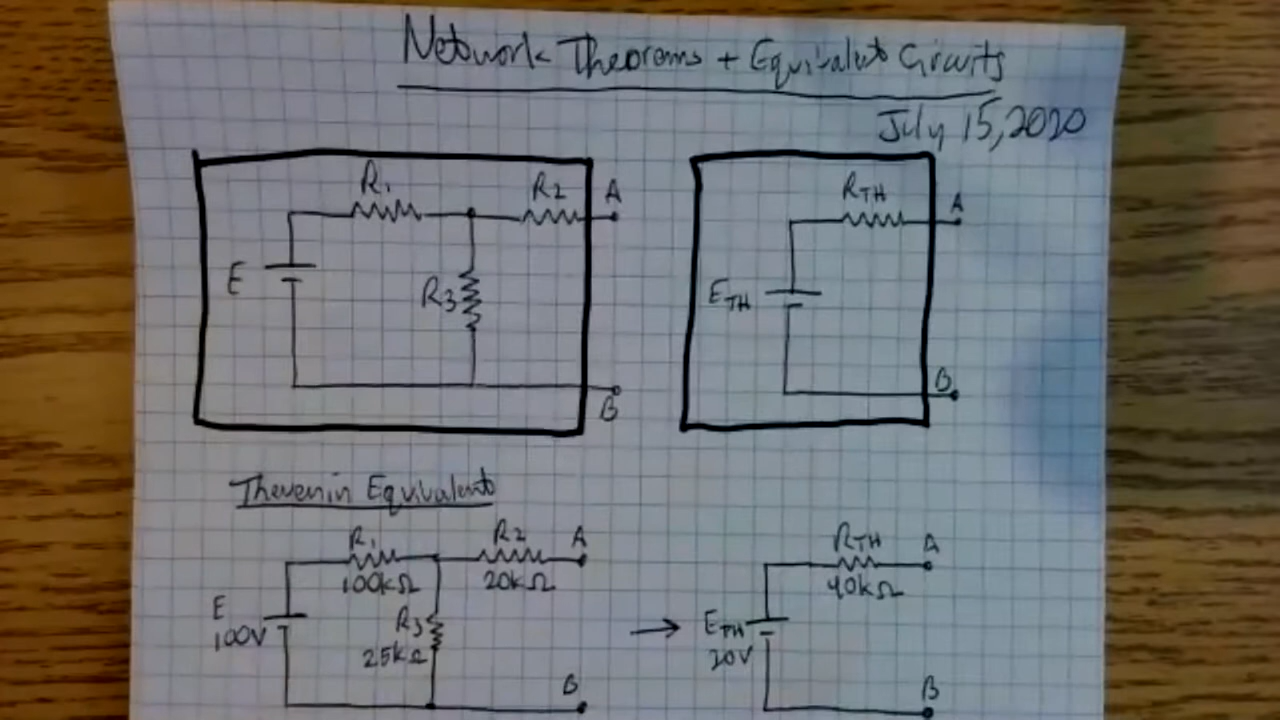 Network Theorems + Equivalent Circuits
July 15, 2020
R1
R2
A
E
R3
B
RTH
A
ETH
B
Thevenin Equivalent
R1
100kΩ
R2
20kΩ
A
E
100V
R3
25kΩ
B
RTH
40kΩ
A
ETH
20V
B